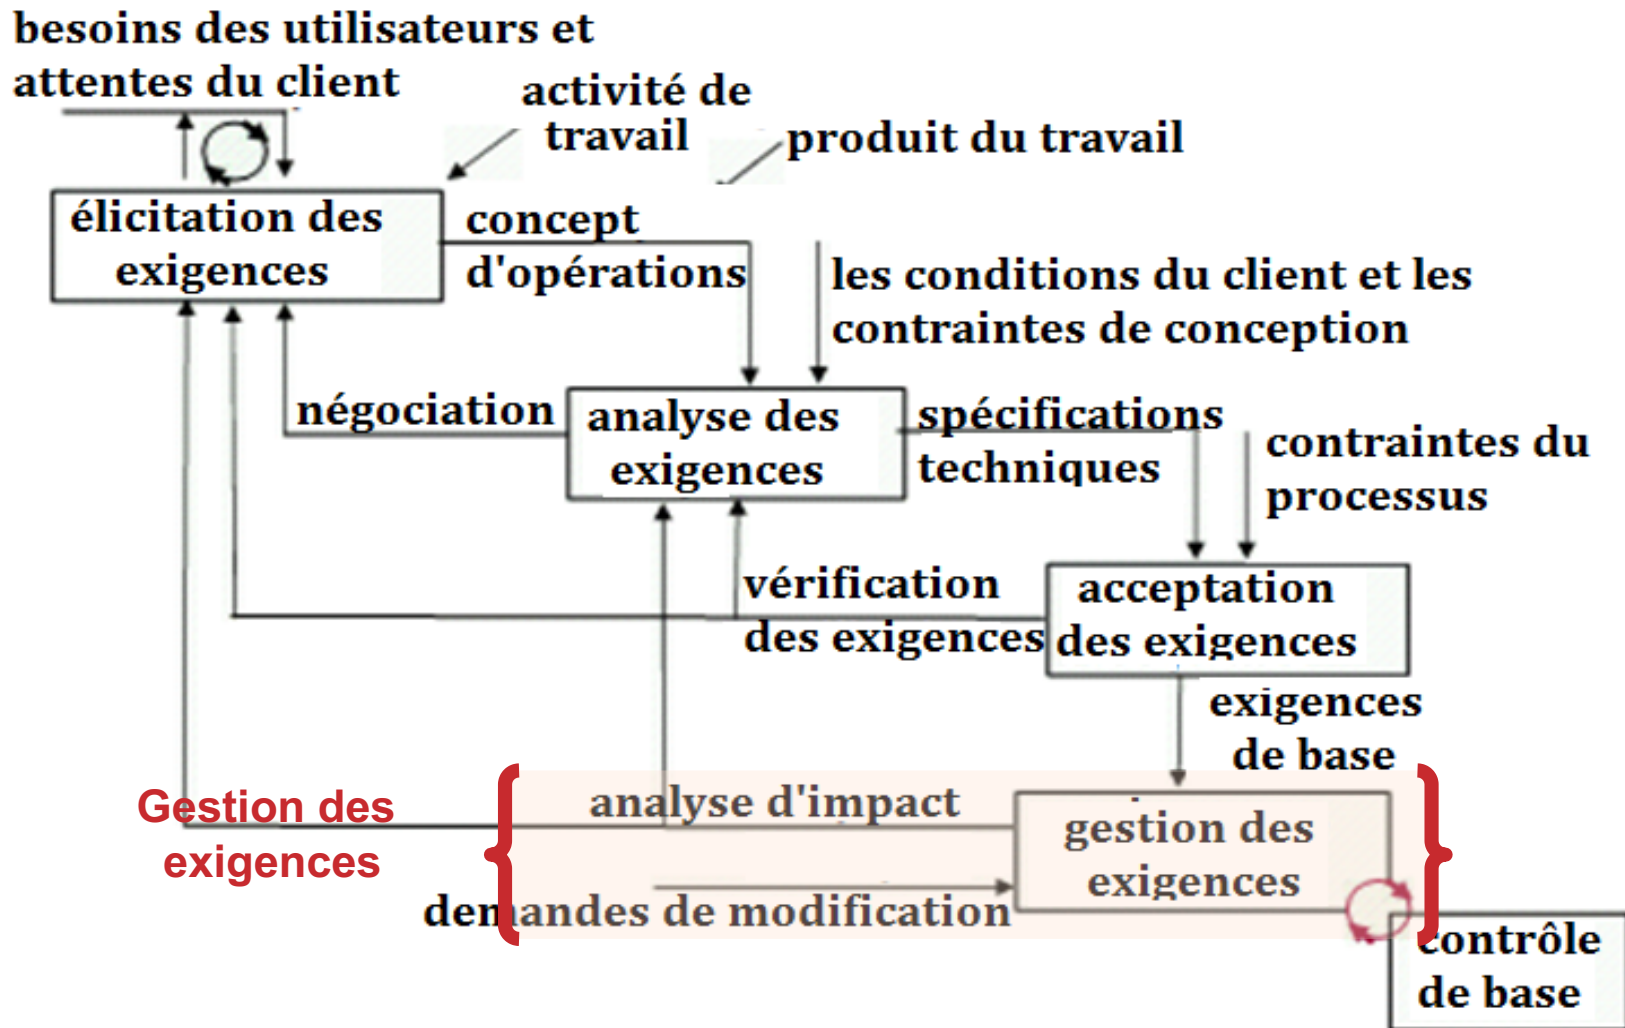 besoins des utilisateurs et
attentes du client
activité de
travail
produit du travail
élicitation des
exigences
concept
d'opérations
les conditions du client et les
contraintes de conception
négociation
analyse des
exigences
spécifications
techniques
contraintes du
processus
vérification
des exigences
acceptation
des exigences
exigences
de base
Gestion des
exigences
analyse d'impact
gestion des
exigences
demandes de modification
contrôle
de base